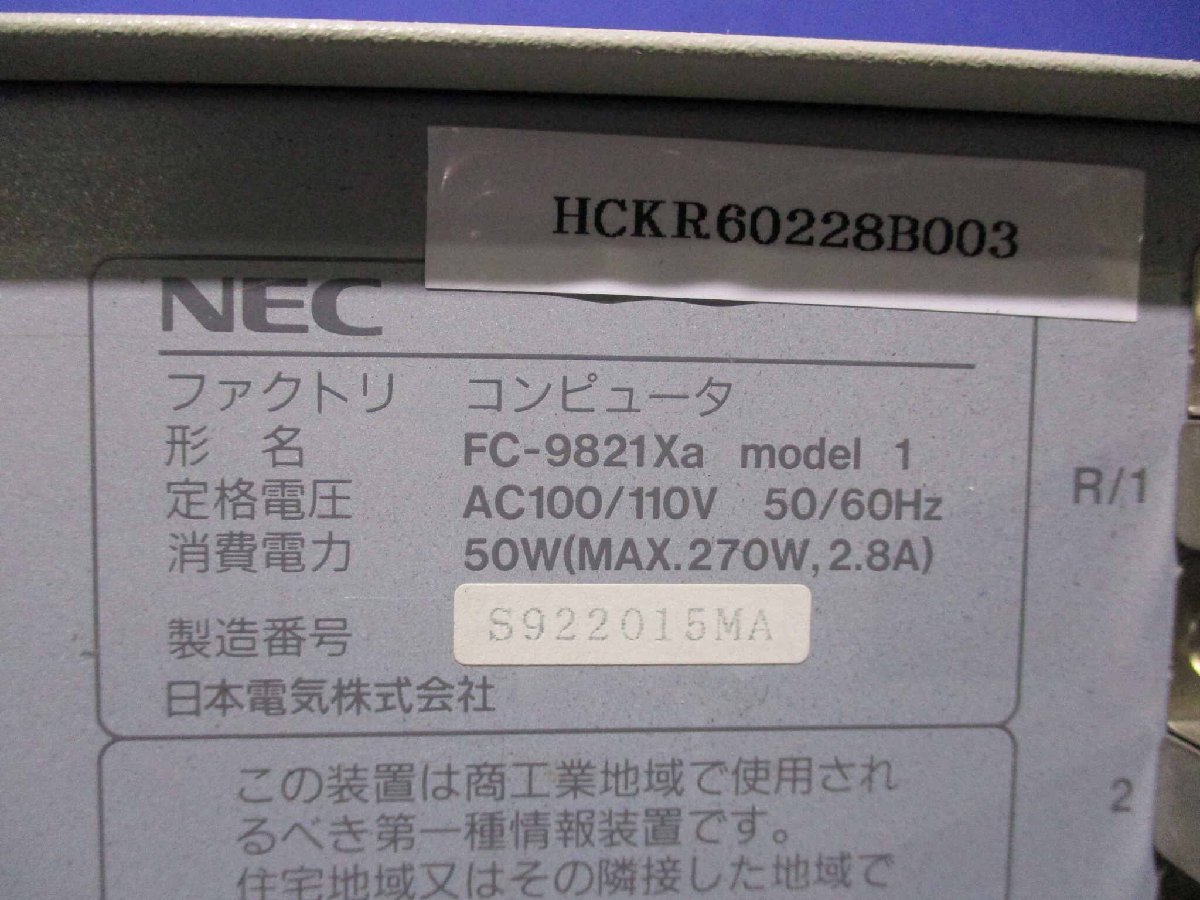 HCKR60228B003
NEC
ファクトリ コンピュータ
形 名 FC-9821Xa model 1
定格電圧 AC100/110V 50/60Hz
消費電力 50W(MAX.270W,2.8A)
製造番号 S922015MA
日本電気株式会社
R/1
2
この装置は商工業地域で使用され
るべき第一種情報装置です。
住宅地域又はその隣接した地域で